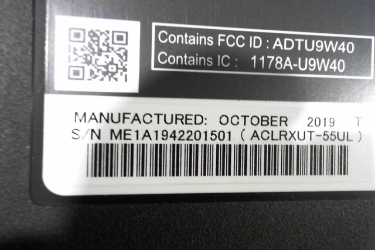 Contains FCC ID : ADTU9W40
Contains IC : 1178A-U9W40
MANUFACTURED: OCTOBER 2019 T
S/N ME1A1942201501 ( ACLRXUT-55UL )